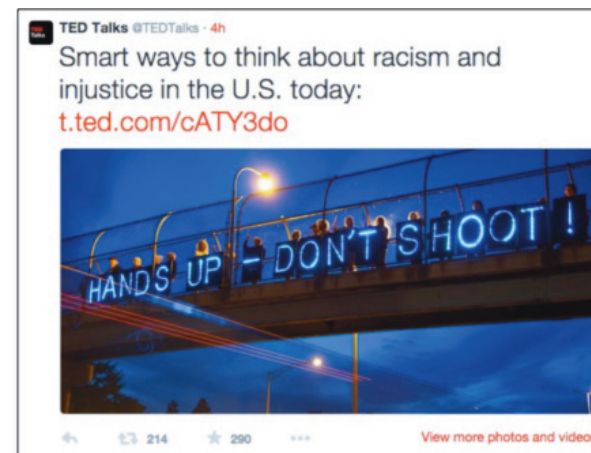 TED Talks @TEDTalks · 4h
Smart ways to think about racism and
injustice in the U.S. today:
t.ted.com/cATY3do
HANDS UP - DON'T SHOOT!
214 290
View more photos and video